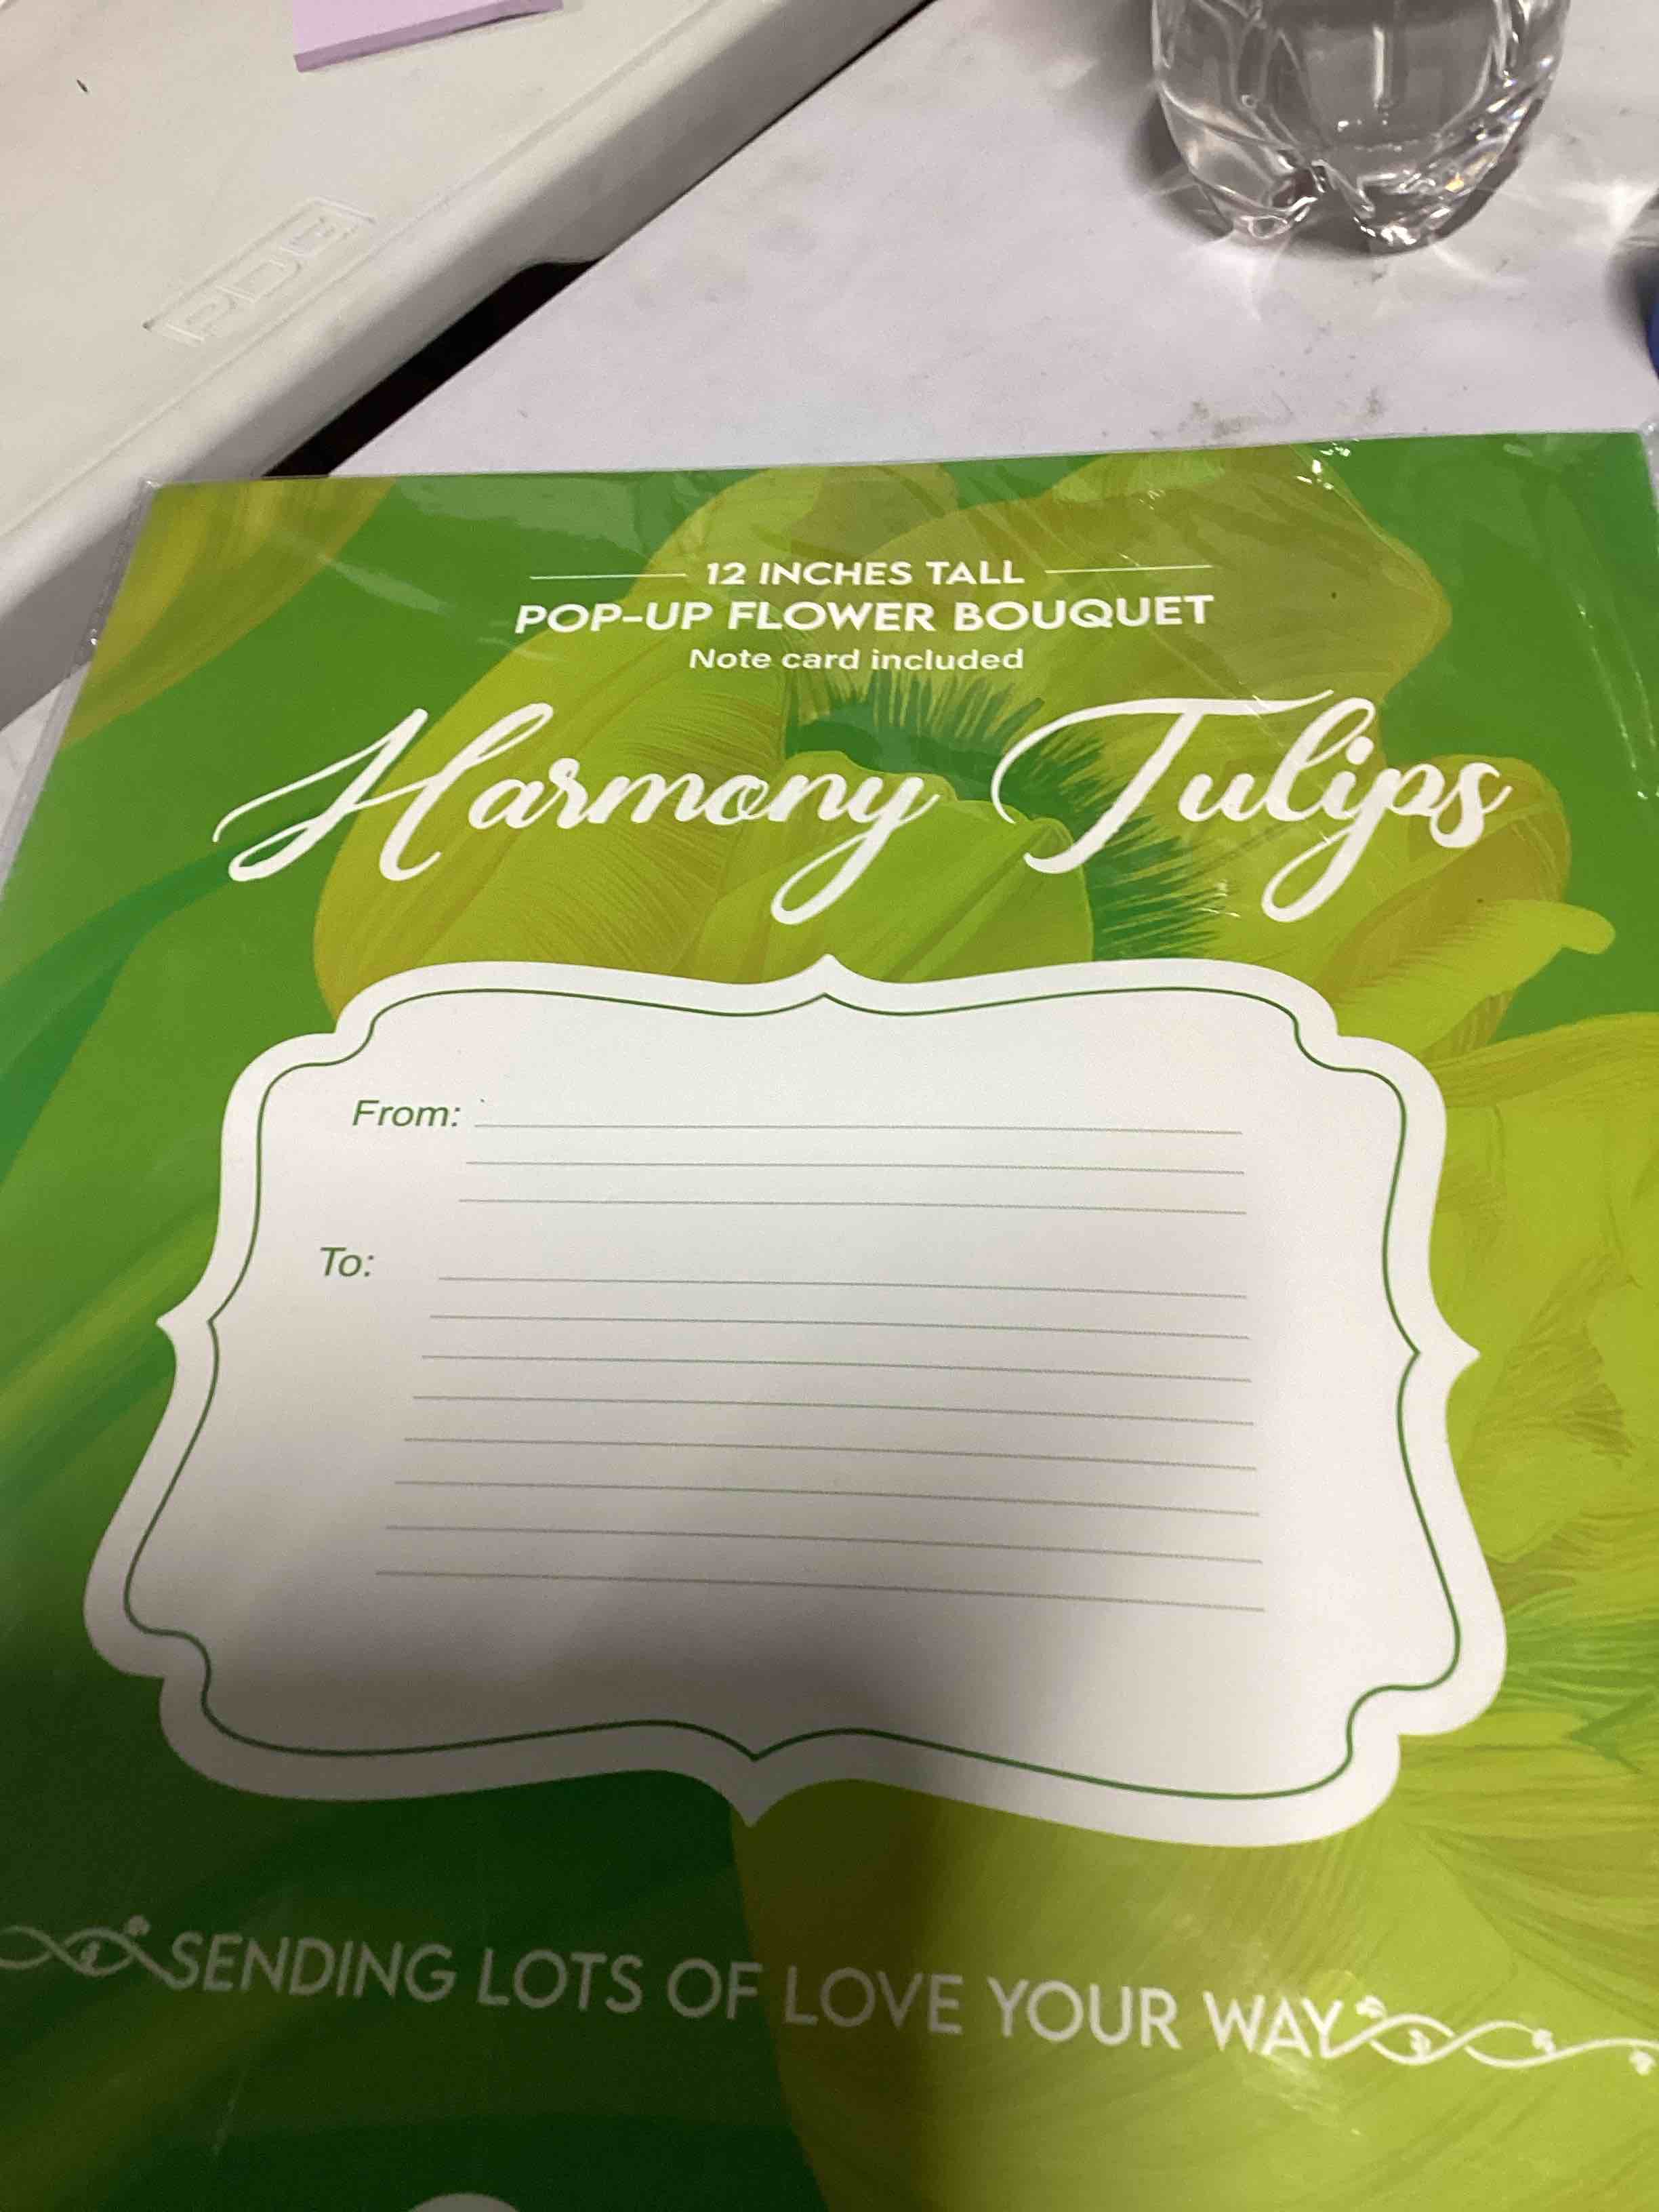 12 INCHES TALL
POP-UP FLOWER BOUQUET
Note card included
Harmony Tulips
From:
To:
SENDING LOTS OF LOVE YOUR WAY